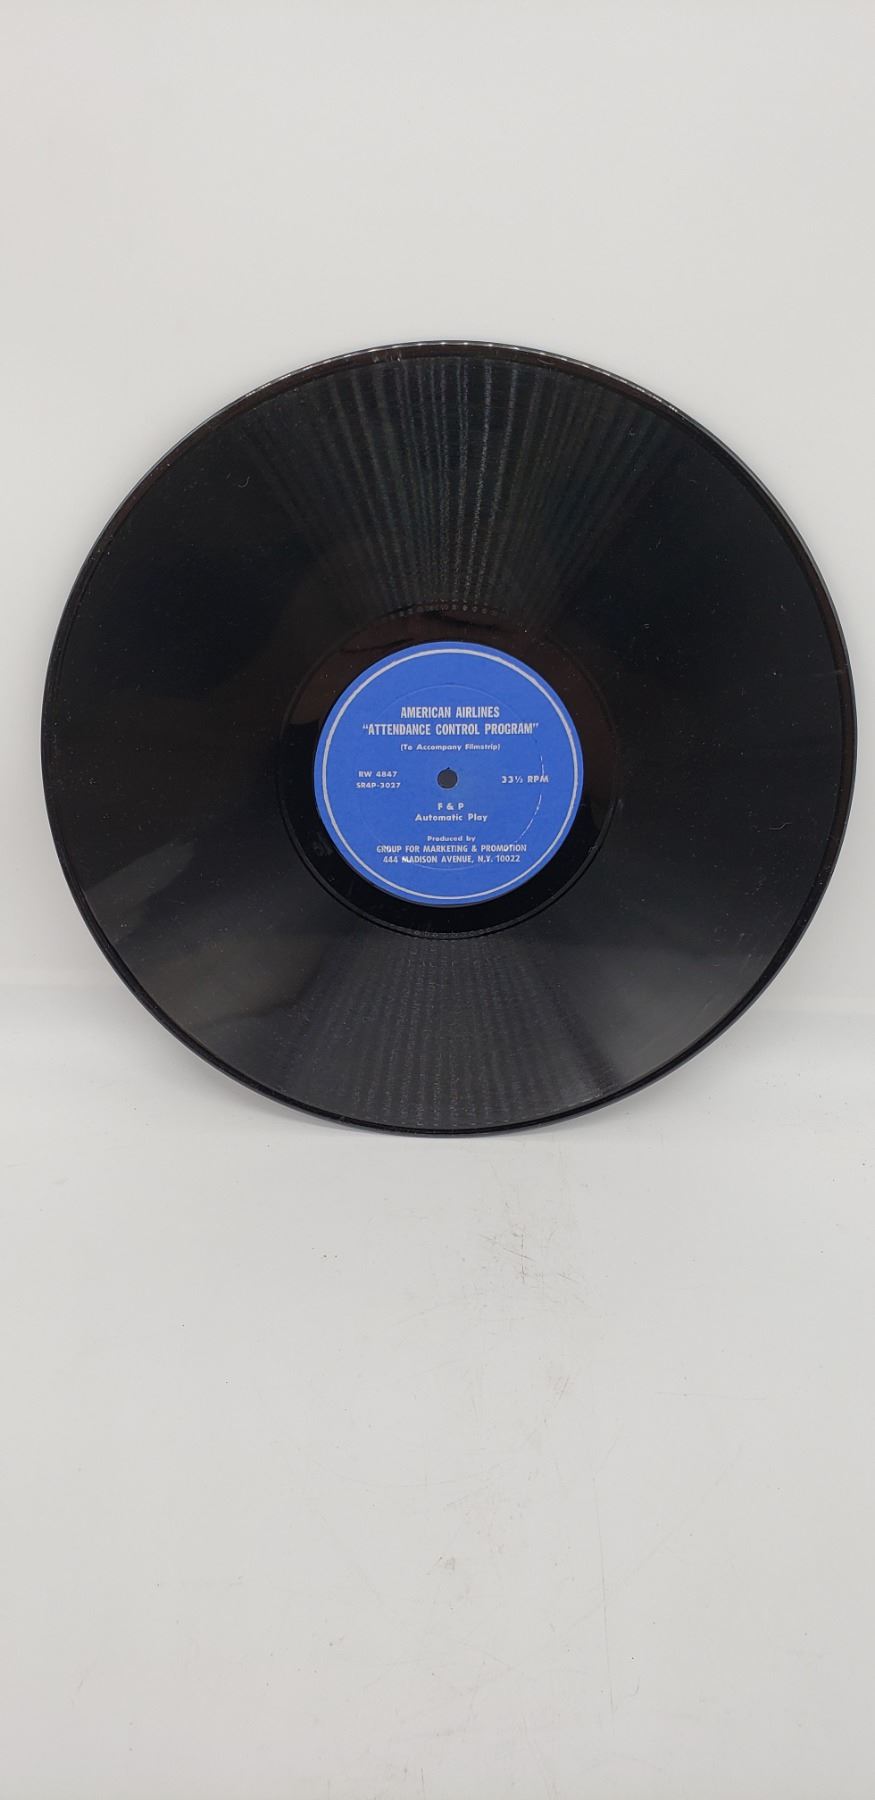 AMERICAN AIRLINES
"ATTENDANCE CONTROL PROGRAM"
(To Accompany Filmstrip)
RW 4847
SR4P-3027
33⅓ RPM
F & P
Automatic Play
Produced by
GROUP FOR MARKETING & PROMOTION
444 MADISON AVENUE, N.Y. 10022